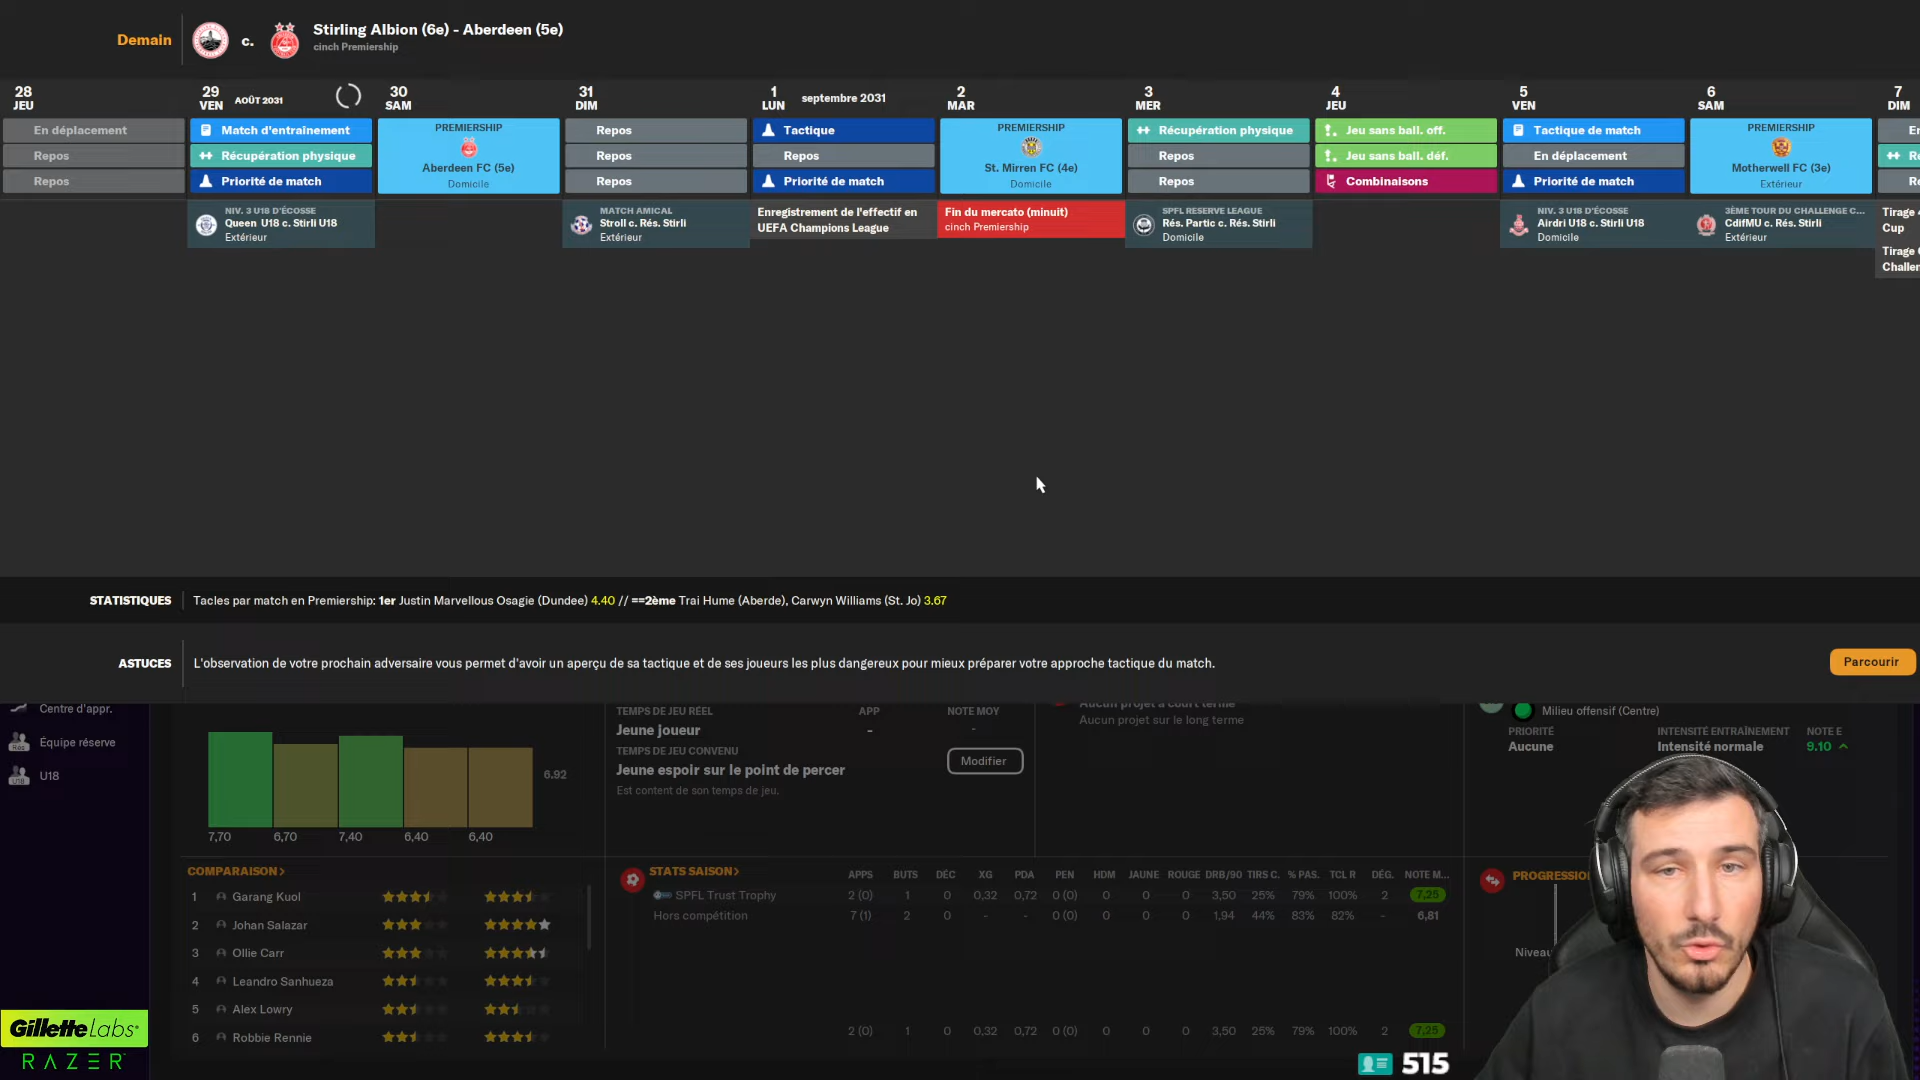 Demain
c.
Stirling Albion (6e) - Aberdeen (5e)
cinch Premiership
28
JEU
29
VEN
AOÛT 2031
30
SAM
31
DIM
1
LUN
septembre 2031
2
MAR
3
MER
4
JEU
5
VEN
6
SAM
7
DIM
En déplacement
Repos
Repos
Match d'entraînement
Récupération physique
Priorité de match
PREMIERSHIP
Aberdeen FC (5e)
Domicile
Repos
Repos
Repos
Tactique
Repos
Priorité de match
PREMIERSHIP
St. Mirren FC (4e)
Domicile
Récupération physique
Repos
Repos
Jeu sans ball. off.
Jeu sans ball. déf.
Combinaisons
Tactique de match
En déplacement
Priorité de match
PREMIERSHIP
Motherwell FC (3e)
Extérieur
NIV. 3 U18 D'ÉCOSSE
Queen U18 c. Stirli U18
Extérieur
MATCH AMICAL
Stroll c. Rés. Stirli
Extérieur
Enregistrement de l'effectif en
UEFA Champions League
Fin du mercato (minuit)
cinch Premiership
SPFL RESERVE LEAGUE
Rés. Partic c. Rés. Stirli
Domicile
NIV. 3 U18 D'ÉCOSSE
Airdri U18 c. Stirli U18
Domicile
3ÈME TOUR DU CHALLENGE C...
CdifMU c. Rés. Stirli
Extérieur
Tirage
Cup
Tirage
Challen
STATISTIQUES
Tacles par match en Premiership: 1er Justin Marvellous Osagie (Dundee) 4.40 // ==2ème Trai Hume (Aberde), Carwyn Williams (St. Jo) 3.67
ASTUCES
L'observation de votre prochain adversaire vous permet d'avoir un aperçu de sa tactique et de ses joueurs les plus dangereux pour mieux préparer votre approche tactique du match.
Parcourir
Centre d'appr.
Équipe réserve
U18
6.92
7,70 6,70 7,40 6,40 6,40
TEMPS DE JEU RÉEL APP NOTE MOY
Jeune joueur - -
TEMPS DE JEU CONVENU
Jeune espoir sur le point de percer
Est content de son temps de jeu.
Modifier
Aucun projet à court terme
Aucun projet sur le long terme
Milieu offensif (Centre)
PRIORITÉ INTENSITÉ ENTRAÎNEMENT NOTE E
Aucune Intensité normale 9.10
COMPARAISON>
1 Garang Kuol
2 Johan Salazar
3 Ollie Carr
4 Leandro Sanhueza
5 Alex Lowry
6 Robbie Rennie
STATS SAISON> APPS BUTS DÉC XG PDA PEN HDM JAUNE ROUGE DRB/90 TIRS C. % PAS. TCL R DÉG. NOTE M...
SPFL Trust Trophy 2 (0) 1 0 0,32 0,72 0 (0) 0 0 0 3,50 25% 79% 100% 2 7,25
Hors compétition 7 (1) 2 0 - - 0 (0) 0 0 0 1,94 44% 83% 82% - 6,81
2 (0) 1 0 0,32 0,72 0 (0) 0 0 0 3,50 25% 79% 100% 2 7,25
PROGRESSIO
Niveau
Gillette Labs
RAZER
515